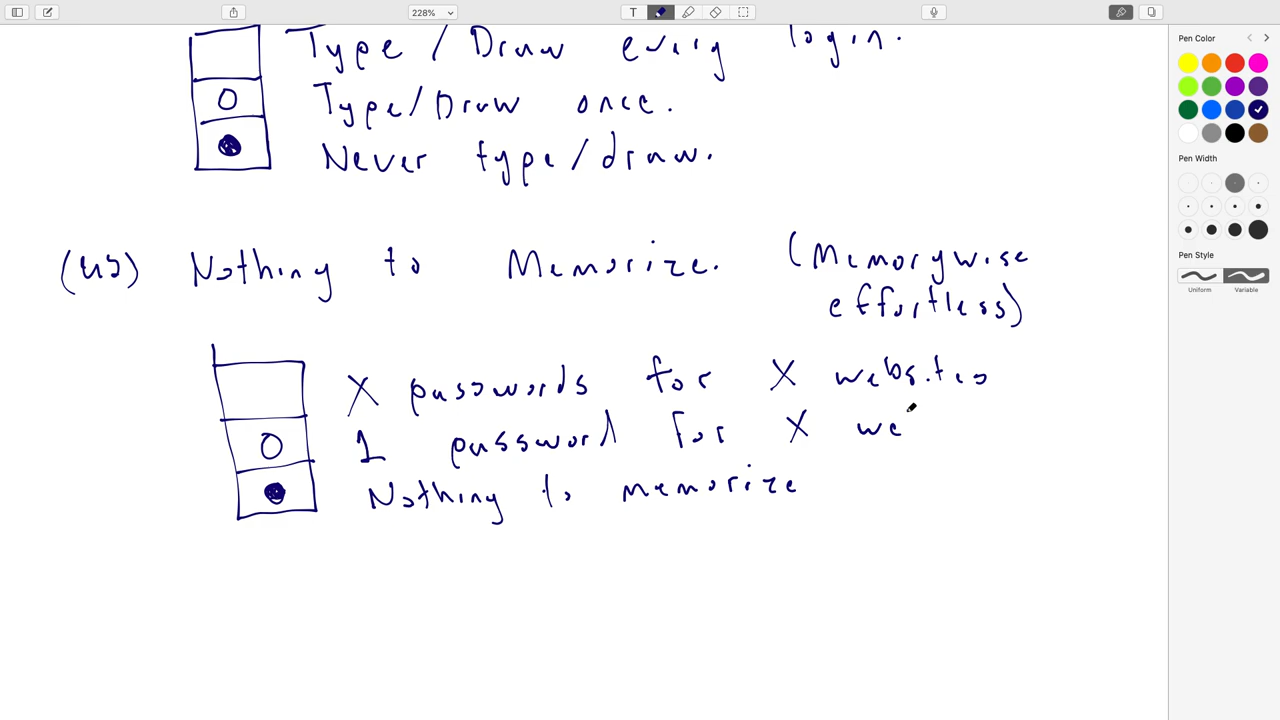 228%
T
Type / Draw every login.
O Type/Draw once.
Never type/draw.
(U3) Nothing to Memorize. (Memorywise
effortless)
X passwords for X websites
O 1 password for X we
Nothing to memorize
Pen Color
Pen Width
Pen Style
Uniform Variable